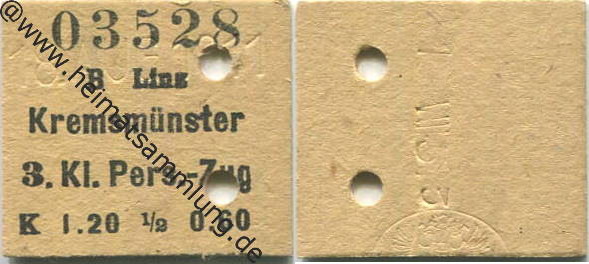 03528
B Linz
Kremsmünster
3. Kl. Pers.-Zug
K 1.20 ½ 0.60
@www.heimatsammlung.de